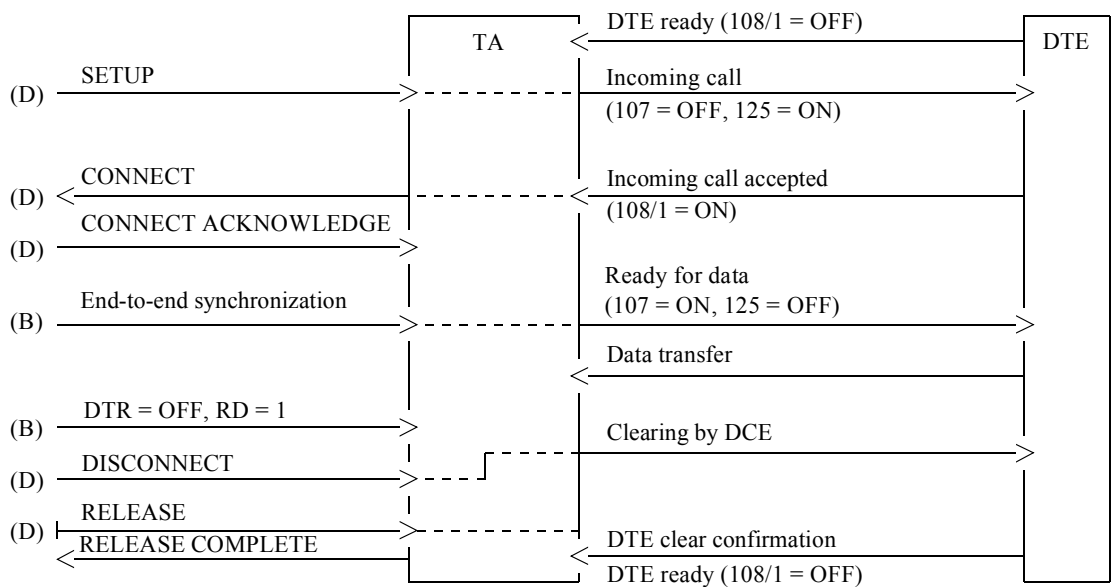 DTE ready (108/1 = OFF)
TA
DTE
SETUP
Incoming call
(D)
(107 = OFF, 125 = ON)
CONNECT
Incoming call accepted
(D)
(108/1 = ON)
CONNECT ACKNOWLEDGE
(D)
Ready for data
End-to-end synchronization
(107 = ON, 125 = OFF)
(B)
Data transfer
DTR = OFF, RD = 1
(B)
Clearing by DCE
DISCONNECT
(D)
RELEASE
(D)
RELEASE COMPLETE
DTE clear confirmation
DTE ready (108/1 = OFF)